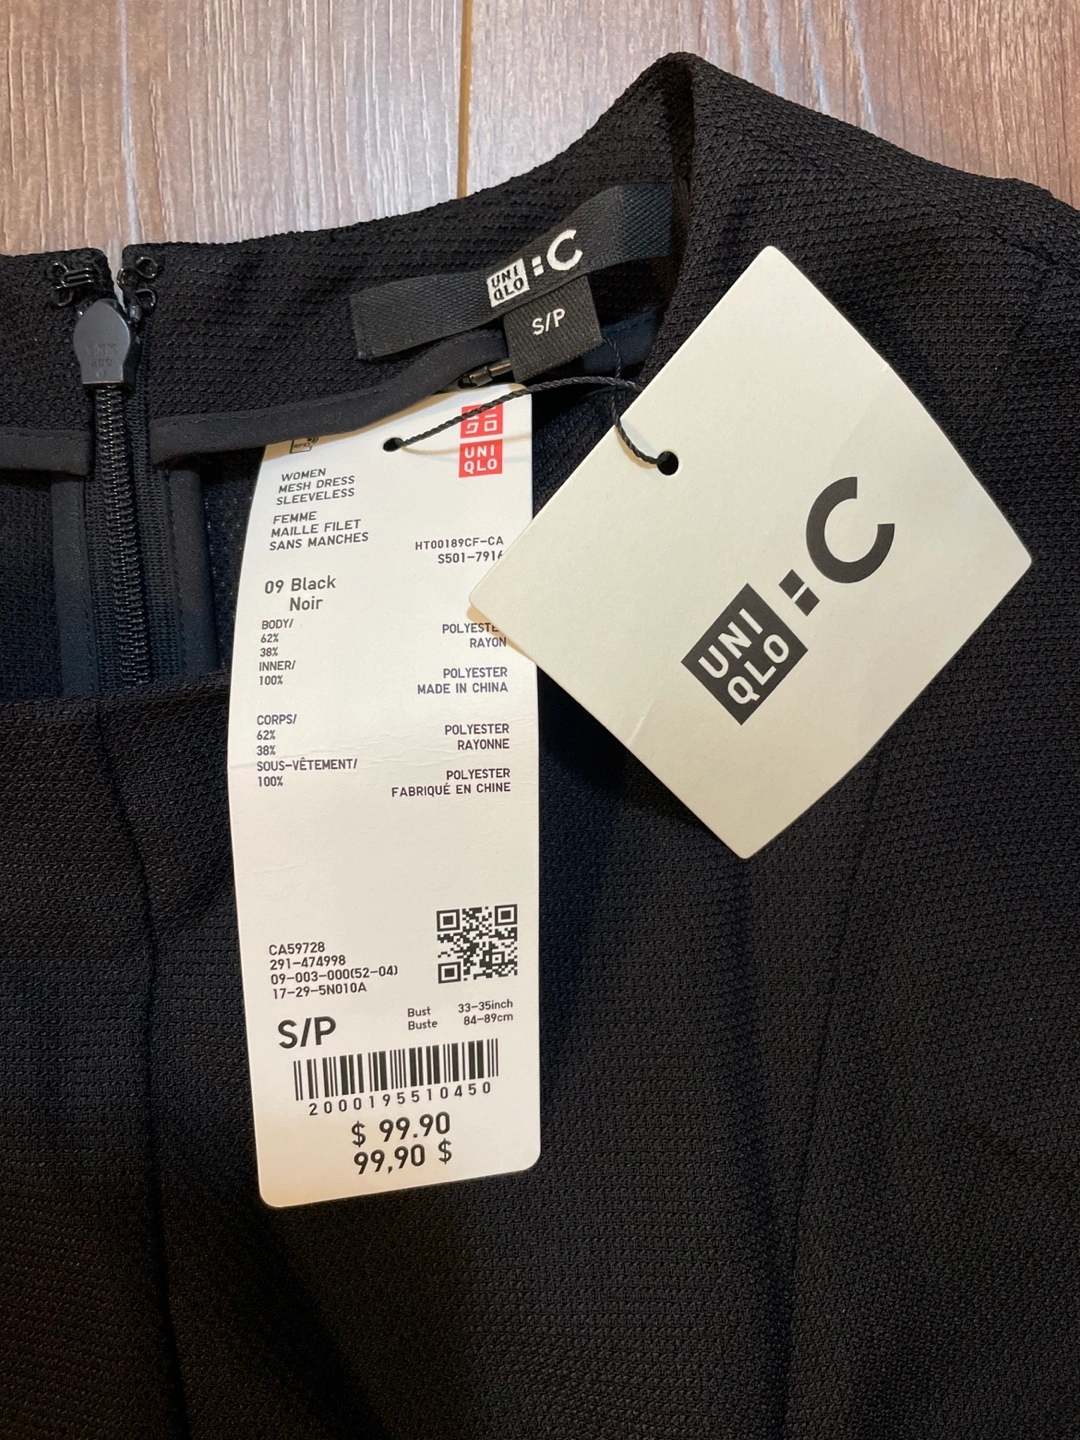 UNI
QLO
: C
S/P
UNI
QLO
WOMEN
MESH DRESS
SLEEVELESS
FEMME
MAILLE FILET
SANS MANCHES
HT00189CF-CA
S501-7916
09 Black
Noir
BODY/
62% POLYESTE
38% RAYON
INNER/
100% POLYESTER
MADE IN CHINA
CORPS/
62% POLYESTER
38% RAYONNE
SOUS-VÊTEMENT/
100% POLYESTER
FABRIQUÉ EN CHINE
CA59728
291-474998
09-003-000(52-04)
17-29-5N010A
S/P
Bust 33-35inch
Buste 84-89cm
2000195510450
$ 99.90
99,90 $
UNI
QLO
: C